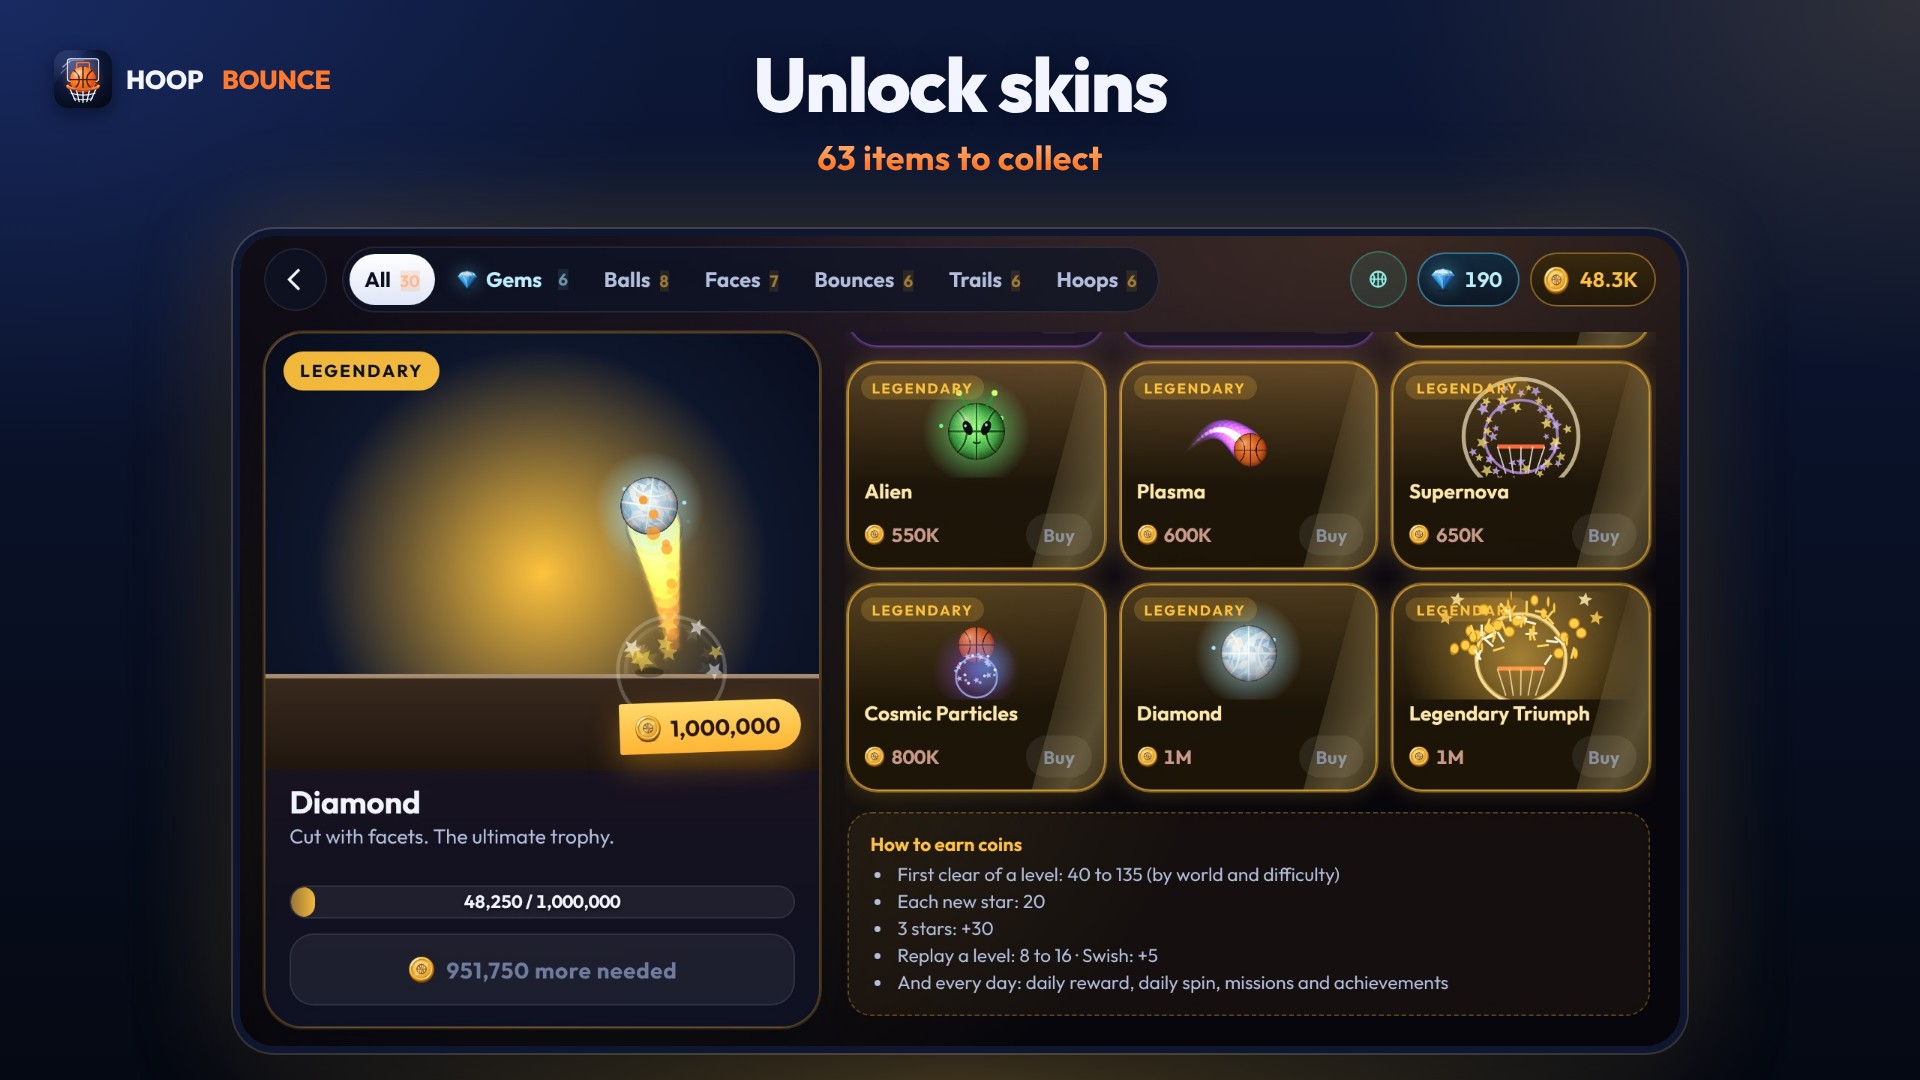 HOOP BOUNCE
Unlock skins
63 items to collect
All 30
Gems 6
Balls 8
Faces 7
Bounces 6
Trails 6
Hoops 6
190
48.3K
LEGENDARY
1,000,000
Diamond
Cut with facets. The ultimate trophy.
48,250 / 1,000,000
951,750 more needed
LEGENDARY
Alien
550K
Buy
LEGENDARY
Plasma
600K
Buy
LEGENDARY
Supernova
650K
Buy
LEGENDARY
Cosmic Particles
800K
Buy
LEGENDARY
Diamond
1M
Buy
LEGENDARY
Legendary Triumph
1M
Buy
How to earn coins
• First clear of a level: 40 to 135 (by world and difficulty)
• Each new star: 20
• 3 stars: +30
• Replay a level: 8 to 16 · Swish: +5
• And every day: daily reward, daily spin, missions and achievements